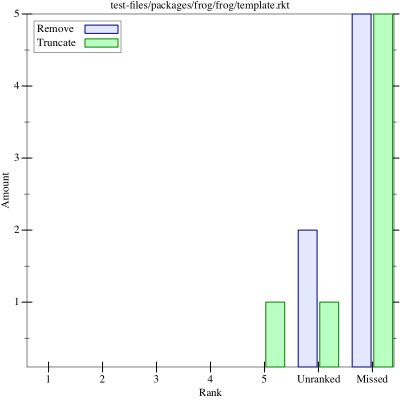 test-files/packages/frog/frog/template.rkt
Remove
Truncate
5
4
3
2
1
Amount
1 2 3 4 5 Unranked Missed
Rank